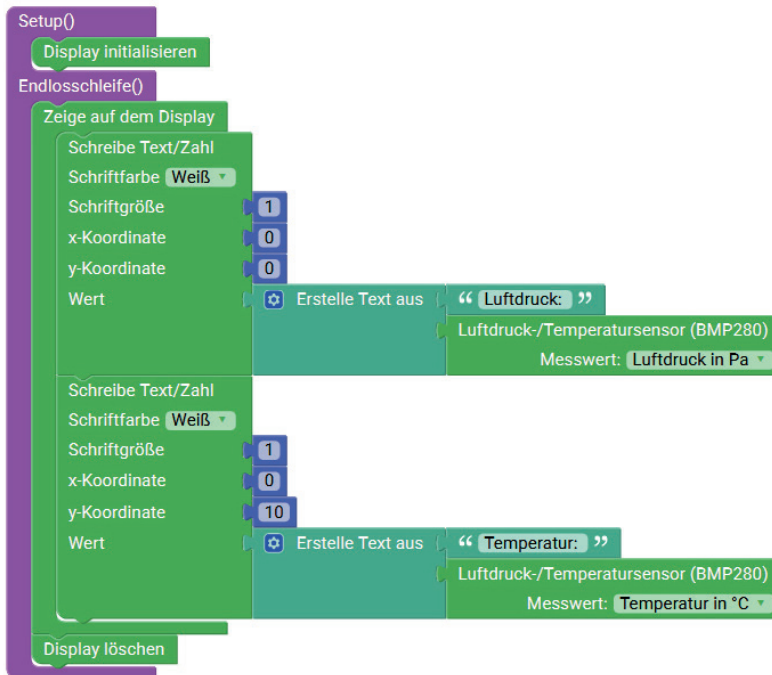 Setup()
Display initialisieren
Endlosschleife()
Zeige auf dem Display
Schreibe Text/Zahl
Schriftfarbe Weiß
Schriftgröße 1
x-Koordinate 0
y-Koordinate 0
Wert Erstelle Text aus “ Luftdruck: ”
Luftdruck-/Temperatursensor (BMP280)
Messwert: Luftdruck in Pa
Schreibe Text/Zahl
Schriftfarbe Weiß
Schriftgröße 1
x-Koordinate 0
y-Koordinate 10
Wert Erstelle Text aus “ Temperatur: ”
Luftdruck-/Temperatursensor (BMP280)
Messwert: Temperatur in °C
Display löschen